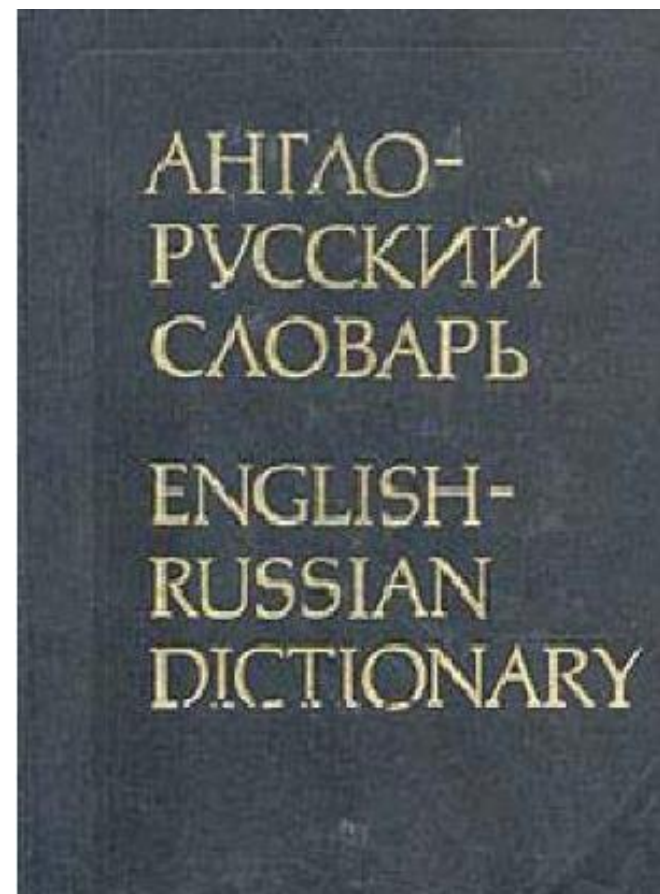 АНГЛО-
РУССКИЙ
СЛОВАРЬ
ENGLISH-
RUSSIAN
DICTIONARY